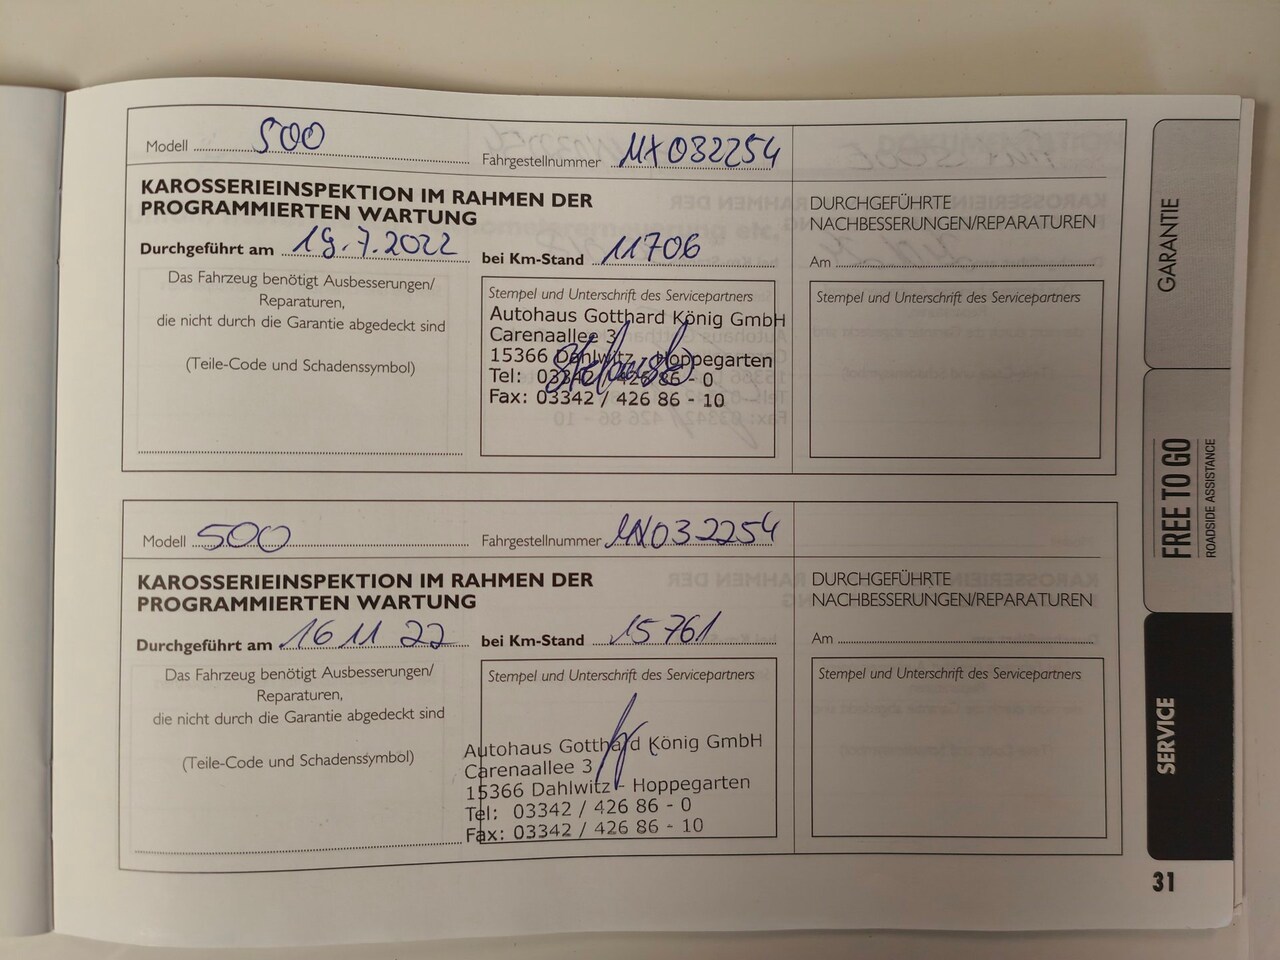 Modell 500 Fahrgestellnummer MX032254
KAROSSERIEINSPEKTION IM RAHMEN DER
PROGRAMMIERTEN WARTUNG
Durchgeführt am 19.7.2022 bei Km-Stand 11706
Das Fahrzeug benötigt Ausbesserungen/
Reparaturen,
die nicht durch die Garantie abgedeckt sind
(Teile-Code und Schadenssymbol)
Stempel und Unterschrift des Servicepartners
Autohaus Gotthard König GmbH
Carenaallee 3
15366 Dahlwitz - Hoppegarten
Tel: 03342 / 426 86 - 0
Fax: 03342 / 426 86 - 10
DURCHGEFÜHRTE
NACHBESSERUNGEN/REPARATUREN
Am
Stempel und Unterschrift des Servicepartners
Modell 500 Fahrgestellnummer MX032254
KAROSSERIEINSPEKTION IM RAHMEN DER
PROGRAMMIERTEN WARTUNG
Durchgeführt am 16 11 22 bei Km-Stand 15761
Das Fahrzeug benötigt Ausbesserungen/
Reparaturen,
die nicht durch die Garantie abgedeckt sind
(Teile-Code und Schadenssymbol)
Stempel und Unterschrift des Servicepartners
Autohaus Gotthard König GmbH
Carenaallee 3
15366 Dahlwitz - Hoppegarten
Tel: 03342 / 426 86 - 0
Fax: 03342 / 426 86 - 10
DURCHGEFÜHRTE
NACHBESSERUNGEN/REPARATUREN
Am
Stempel und Unterschrift des Servicepartners
GARANTIE
FREE TO GO
ROADSIDE ASSISTANCE
SERVICE
31